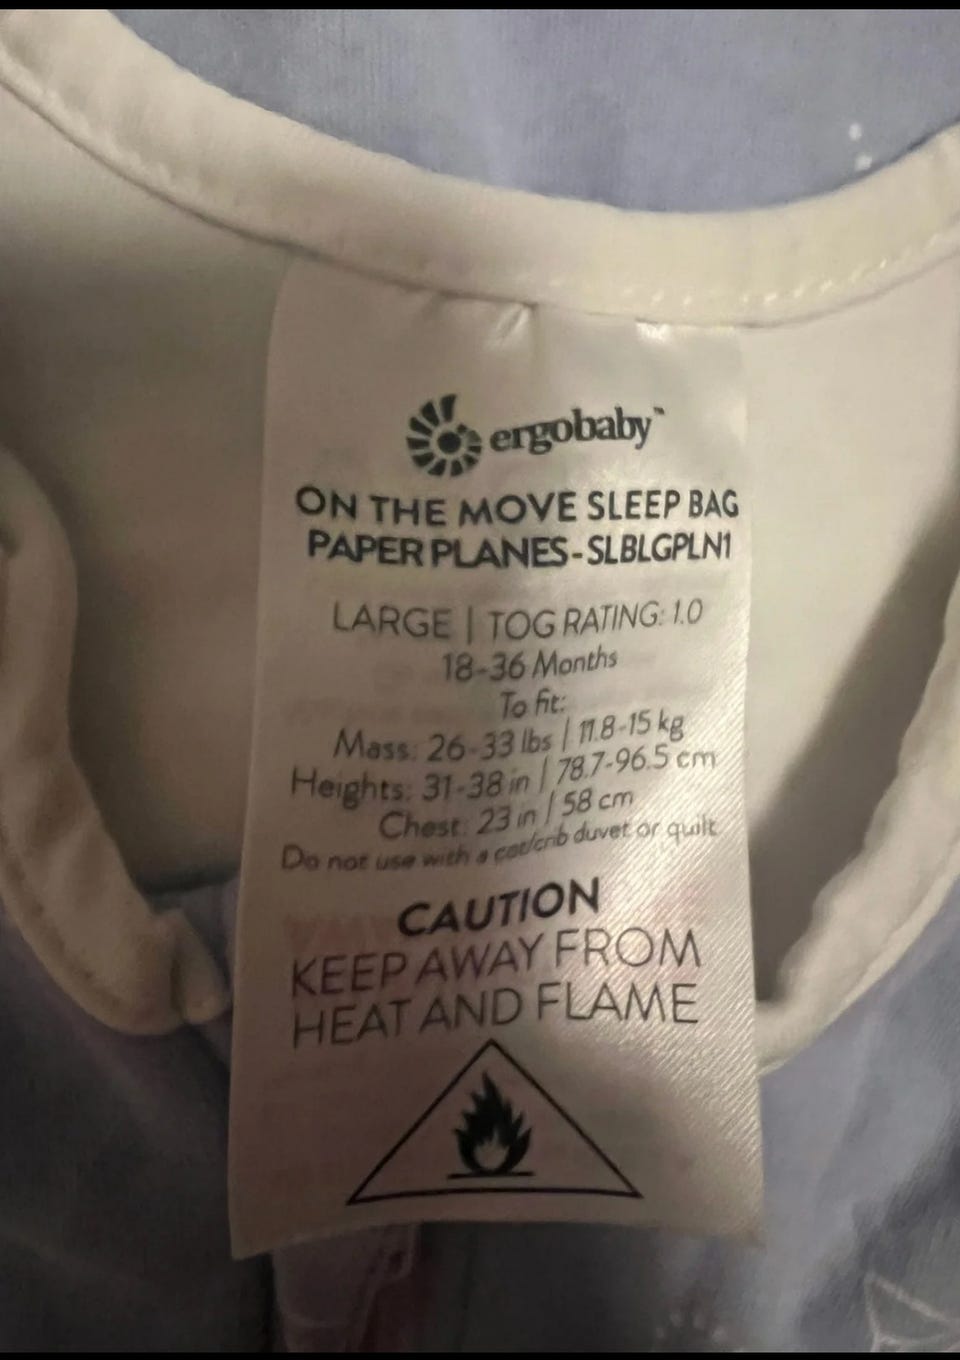 ergobaby™
ON THE MOVE SLEEP BAG
PAPER PLANES-SLBLGPLN1
LARGE | TOG RATING: 1.0
18-36 Months
To fit:
Mass: 26-33 lbs | 11.8-15 kg
Heights: 31-38 in | 78.7-96.5 cm
Chest: 23 in | 58 cm
Do not use with a cot/crib duvet or quilt
CAUTION
KEEP AWAY FROM
HEAT AND FLAME